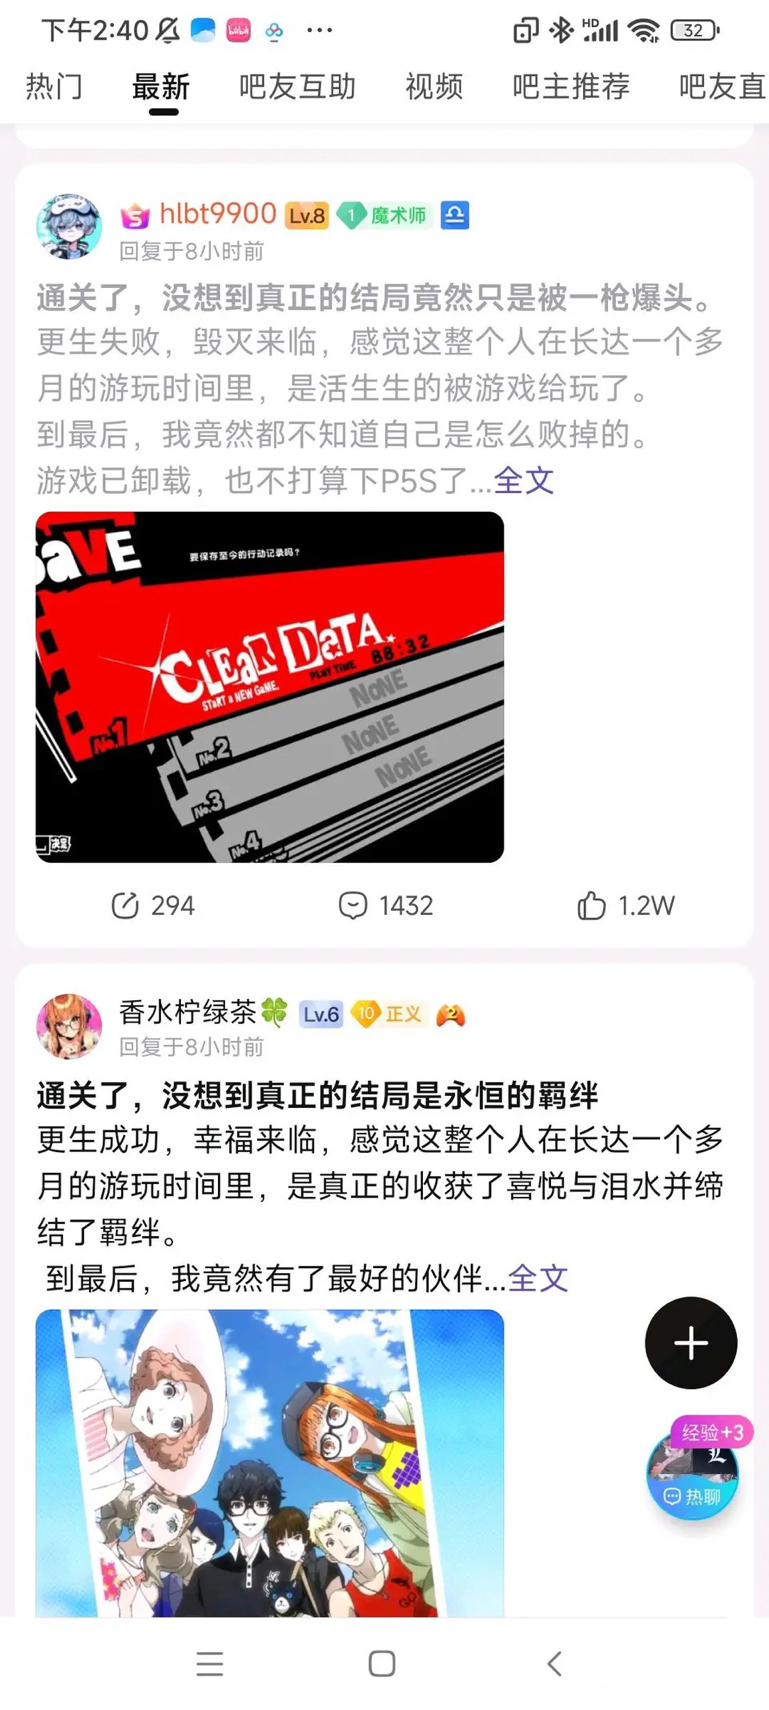 下午2:40
HD
32
热门 最新 吧友互助 视频 吧主推荐 吧友直
hlbt9900 Lv.8 1 魔术师
回复于8小时前
通关了，没想到真正的结局竟然只是被一枪爆头。
更生失败，毁灭来临，感觉这整个人在长达一个多
月的游玩时间里，是活生生的被游戏给玩了。
到最后，我竟然都不知道自己是怎么败掉的。
游戏已卸载，也不打算下P5S了...全文
SAVE
要保存至今的行动记录吗？
CLEAR DATA
PLAY TIME 88:32
START a NEW GAME.
No.1
No.2 NONE
No.3 NONE
No.4 NONE
决定
294 1432 1.2W
香水柠绿茶🍀 Lv.6 10 正义 2
回复于8小时前
通关了，没想到真正的结局是永恒的羁绊
更生成功，幸福来临，感觉这整个人在长达一个多
月的游玩时间里，是真正的收获了喜悦与泪水并缔
结了羁绊。
到最后，我竟然有了最好的伙伴...全文
经验+3
热聊